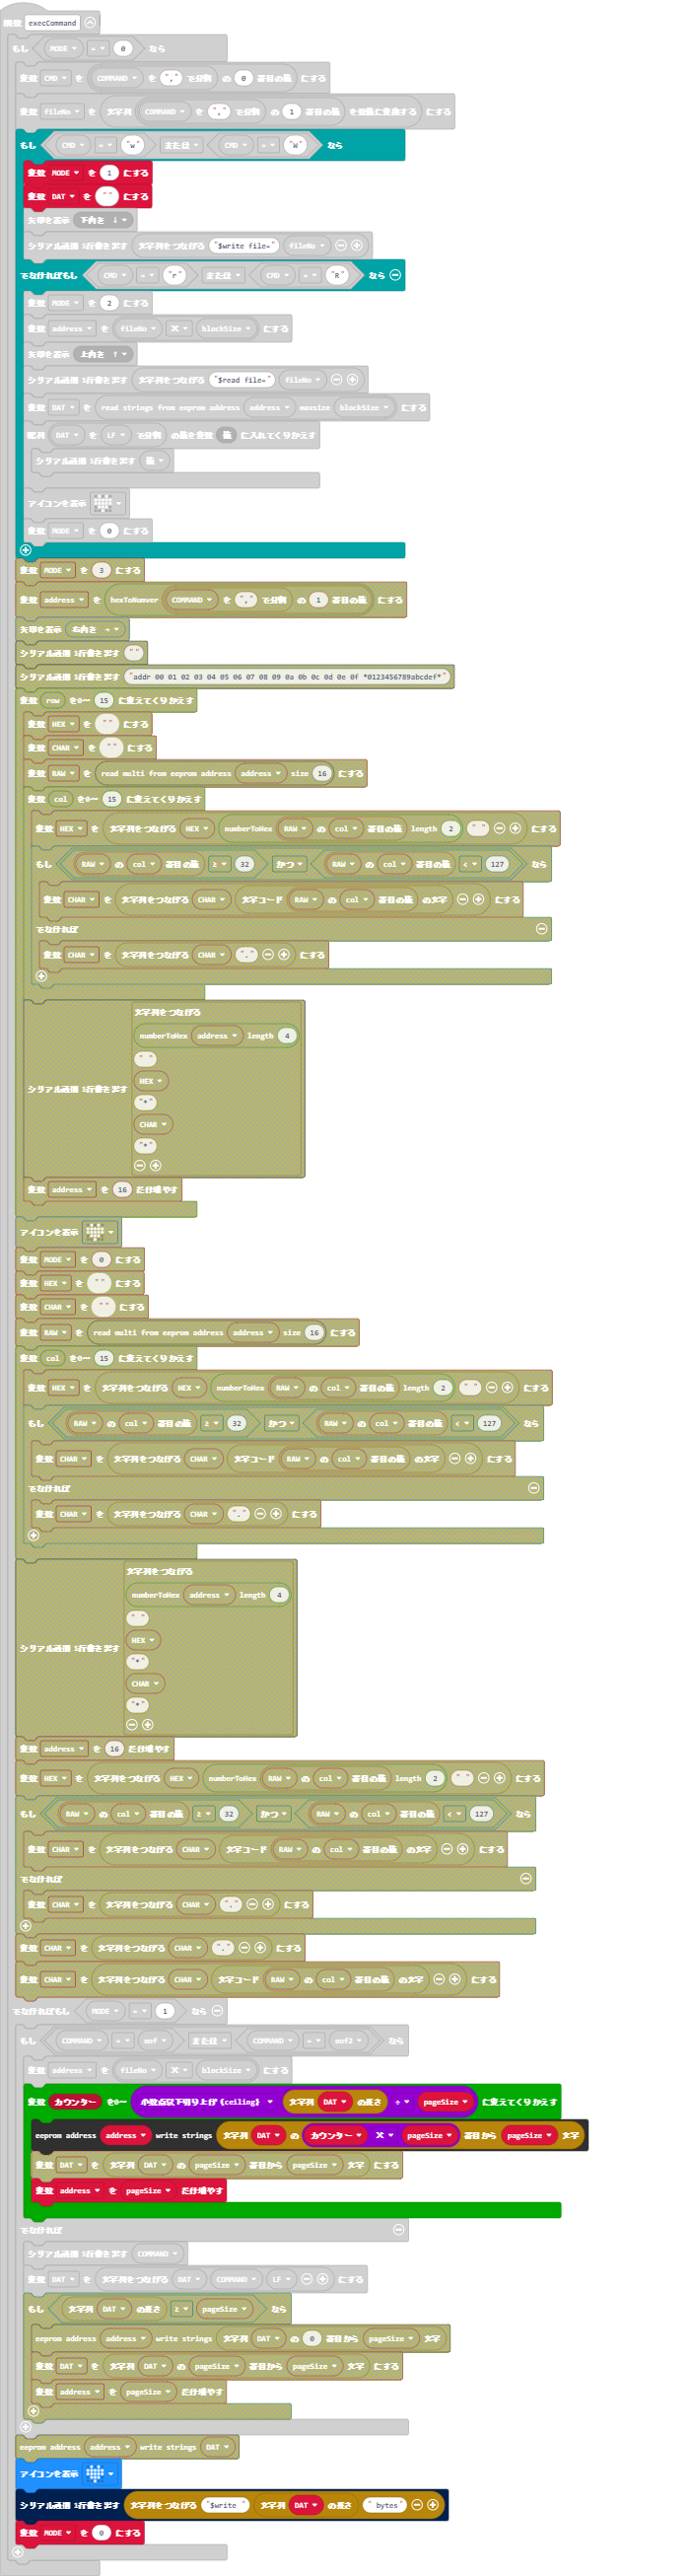 関数 execCommand
もし MODE = 0 なら
変数 CMD を COMMAND を "," で分割 の 0 番目の値 にする
変数 fileNo を 文字列 COMMAND を "," で分割 の 1 番目の値 を整数に変換する にする
もし CMD = "w" または CMD = "W" なら
変数 MODE を 1 にする
変数 DAT を "" にする
矢印を表示 下向き ↓
シリアル通信 1行書き出す 文字列をつなげる "$write file=" fileNo
でなければもし CMD = "r" または CMD = "R" なら
変数 MODE を 2 にする
変数 address を fileNo × blockSize にする
矢印を表示 上向き ↑
シリアル通信 1行書き出す 文字列をつなげる "$read file=" fileNo
変数 DAT を read strings from eeprom address address maxsize blockSize にする
配列 DAT を LF で分割 の値を変数 値 に入れてくりかえす
シリアル通信 1行書き出す 値
アイコンを表示
変数 MODE を 0 にする
変数 MODE を 3 にする
変数 address を hexToNumver COMMAND を "," で分割 の 1 番目の値 にする
矢印を表示 右向き →
シリアル通信 1行書き出す ""
シリアル通信 1行書き出す "addr 00 01 02 03 04 05 06 07 08 09 0a 0b 0c 0d 0e 0f *0123456789abcdef*"
変数 row を0〜 15 に変えてくりかえす
変数 HEX を "" にする
変数 CHAR を "" にする
変数 RAW を read multi from eeprom address address size 16 にする
変数 col を0〜 15 に変えてくりかえす
変数 HEX を 文字列をつなげる HEX numberToHex RAW の col 番目の値 length 2 " " にする
もし RAW の col 番目の値 ≥ 32 かつ RAW の col 番目の値 < 127 なら
変数 CHAR を 文字列をつなげる CHAR 文字コード RAW の col 番目の値 の文字 にする
でなければ
変数 CHAR を 文字列をつなげる CHAR "." にする
文字列をつなげる
numberToHex address length 4
" "
HEX
シリアル通信 1行書き出す
"*"
CHAR
"*"
変数 address を 16 だけ増やす
アイコンを表示
変数 MODE を 0 にする
変数 HEX を "" にする
変数 CHAR を "" にする
変数 RAW を read multi from eeprom address address size 16 にする
変数 col を0〜 15 に変えてくりかえす
変数 HEX を 文字列をつなげる HEX numberToHex RAW の col 番目の値 length 2 " " にする
もし RAW の col 番目の値 ≥ 32 かつ RAW の col 番目の値 < 127 なら
変数 CHAR を 文字列をつなげる CHAR 文字コード RAW の col 番目の値 の文字 にする
でなければ
変数 CHAR を 文字列をつなげる CHAR "." にする
文字列をつなげる
numberToHex address length 4
" "
HEX
シリアル通信 1行書き出す
"*"
CHAR
"*"
変数 address を 16 だけ増やす
変数 HEX を 文字列をつなげる HEX numberToHex RAW の col 番目の値 length 2 " " にする
もし RAW の col 番目の値 ≥ 32 かつ RAW の col 番目の値 < 127 なら
変数 CHAR を 文字列をつなげる CHAR 文字コード RAW の col 番目の値 の文字 にする
でなければ
変数 CHAR を 文字列をつなげる CHAR "." にする
変数 CHAR を 文字列をつなげる CHAR "." にする
変数 CHAR を 文字列をつなげる CHAR 文字コード RAW の col 番目の値 の文字 にする
でなければもし MODE = 1 なら
もし COMMAND = eof または COMMAND = eof2 なら
変数 address を fileNo × blockSize にする
変数 カウンター を0〜 小数点以下切り上げ (ceiling) 文字列 DAT の長さ ÷ pageSize に変えてくりかえす
eeprom address address write strings 文字列 DAT の カウンター × pageSize 番目から pageSize 文字
変数 DAT を 文字列 DAT の pageSize 番目から pageSize 文字 にする
変数 address を pageSize だけ増やす
でなければ
シリアル通信 1行書き出す COMMAND
変数 DAT を 文字列をつなげる DAT COMMAND LF にする
もし 文字列 DAT の長さ ≥ pageSize なら
eeprom address address write strings 文字列 DAT の 0 番目から pageSize 文字
変数 DAT を 文字列 DAT の pageSize 番目から pageSize 文字 にする
変数 address を pageSize だけ増やす
eeprom address address write strings DAT
アイコンを表示
シリアル通信 1行書き出す 文字列をつなげる "$write " 文字列 DAT の長さ " bytes"
変数 MODE を 0 にする